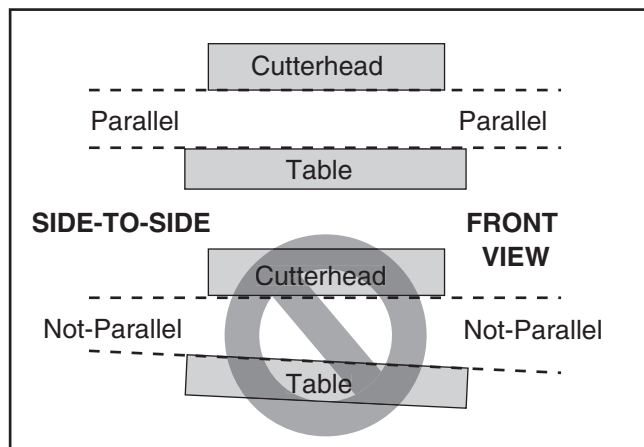 Cutterhead
Parallel Parallel
Table
SIDE-TO-SIDE FRONT
VIEW
Cutterhead
Not-Parallel Not-Parallel
Table